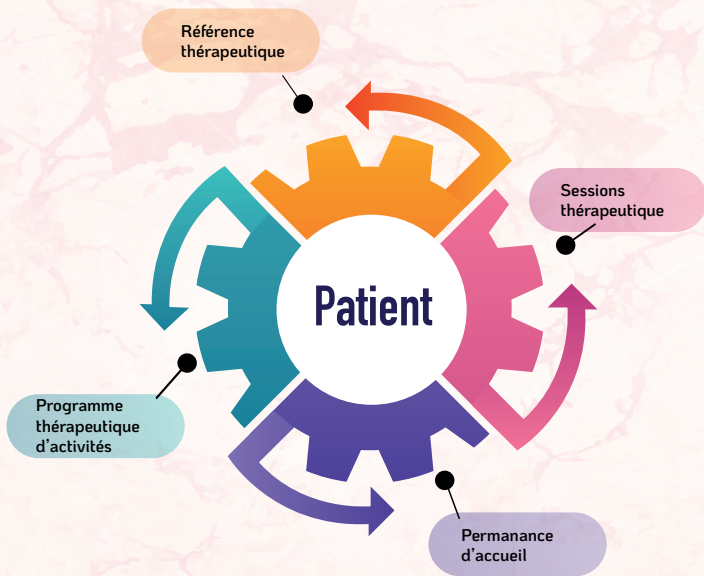 Référence
thérapeutique
Sessions
thérapeutique
Patient
Programme
thérapeutique
d'activités
Permanance
d'accueil